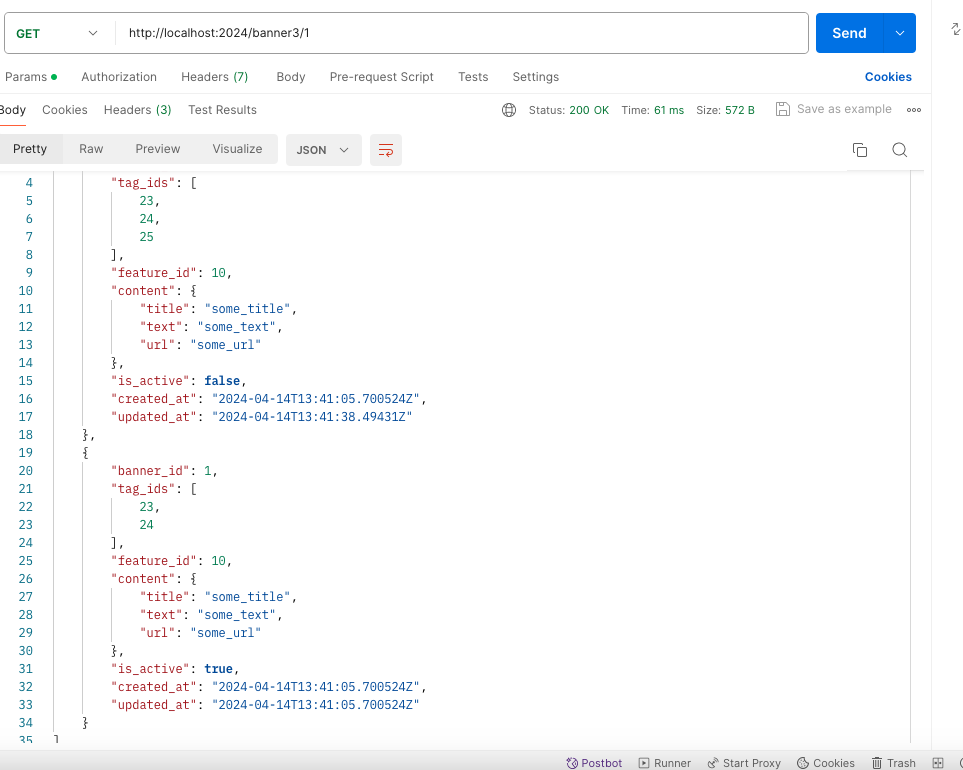 GET http://localhost:2024/banner3/1 Send
Params Authorization Headers (7) Body Pre-request Script Tests Settings Cookies
Body Cookies Headers (3) Test Results Status: 200 OK Time: 61 ms Size: 572 B Save as example
Pretty Raw Preview Visualize JSON
4 "tag_ids": [
5 23,
6 24,
7 25
8 ],
9 "feature_id": 10,
10 "content": {
11 "title": "some_title",
12 "text": "some_text",
13 "url": "some_url"
14 },
15 "is_active": false,
16 "created_at": "2024-04-14T13:41:05.700524Z",
17 "updated_at": "2024-04-14T13:41:38.49431Z"
18 },
19 {
20 "banner_id": 1,
21 "tag_ids": [
22 23,
23 24
24 ],
25 "feature_id": 10,
26 "content": {
27 "title": "some_title",
28 "text": "some_text",
29 "url": "some_url"
30 },
31 "is_active": true,
32 "created_at": "2024-04-14T13:41:05.700524Z",
33 "updated_at": "2024-04-14T13:41:05.700524Z"
34 }
35 ]
Postbot Runner Start Proxy Cookies Trash